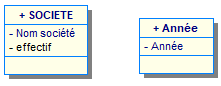 + SOCIETE
- Nom société
- effectif
+ Année
- Année